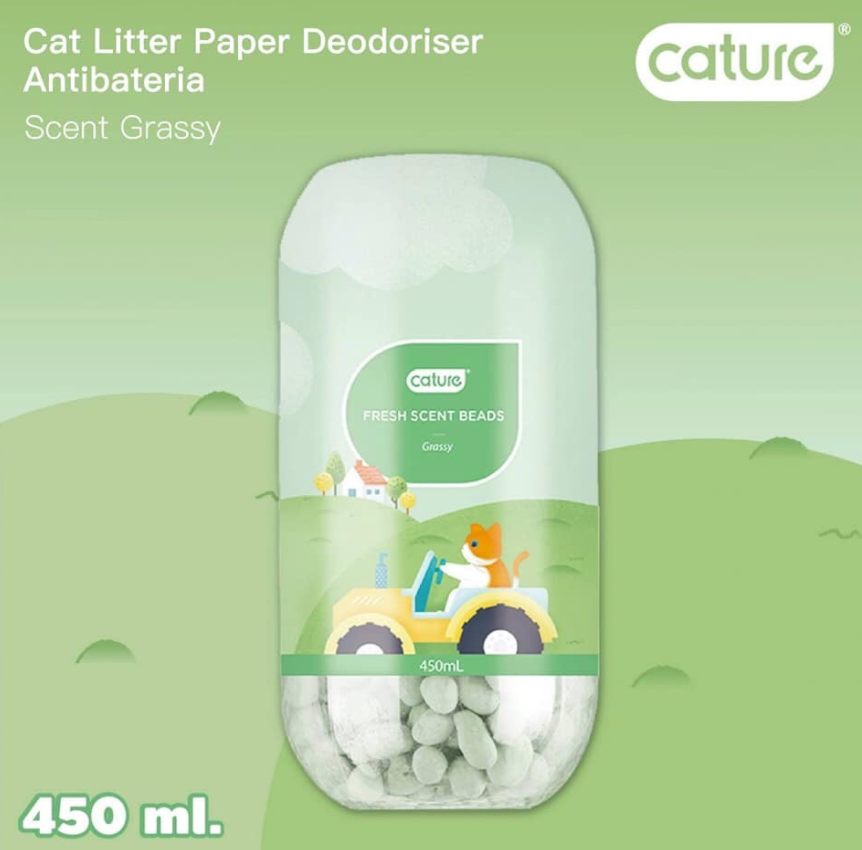 Cat Litter Paper Deodoriser
Antibateria
Scent Grassy
cature®
cature®
FRESH SCENT BEADS
Grassy
450mL
450 ml.